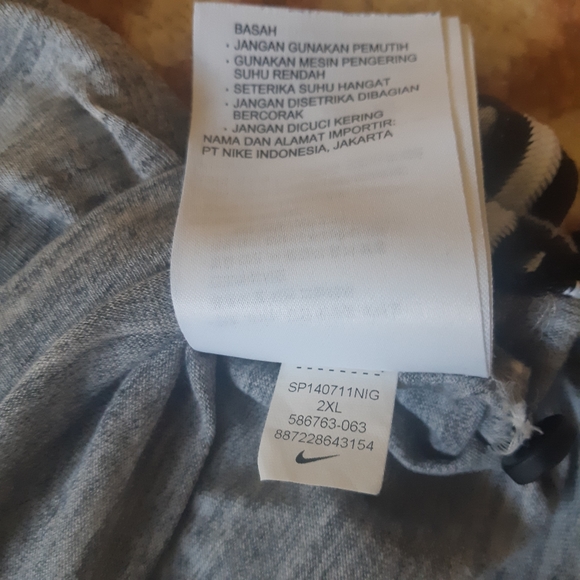 BASAH
· JANGAN GUNAKAN PEMUTIH
· GUNAKAN MESIN PENGERING
SUHU RENDAH
· SETERIKA SUHU HANGAT
· JANGAN DISETRIKA DIBAGIAN
BERCORAK
· JANGAN DICUCI KERING
NAMA DAN ALAMAT IMPORTIR:
PT NIKE INDONESIA, JAKARTA
SP140711NIG
2XL
586763-063
887228643154